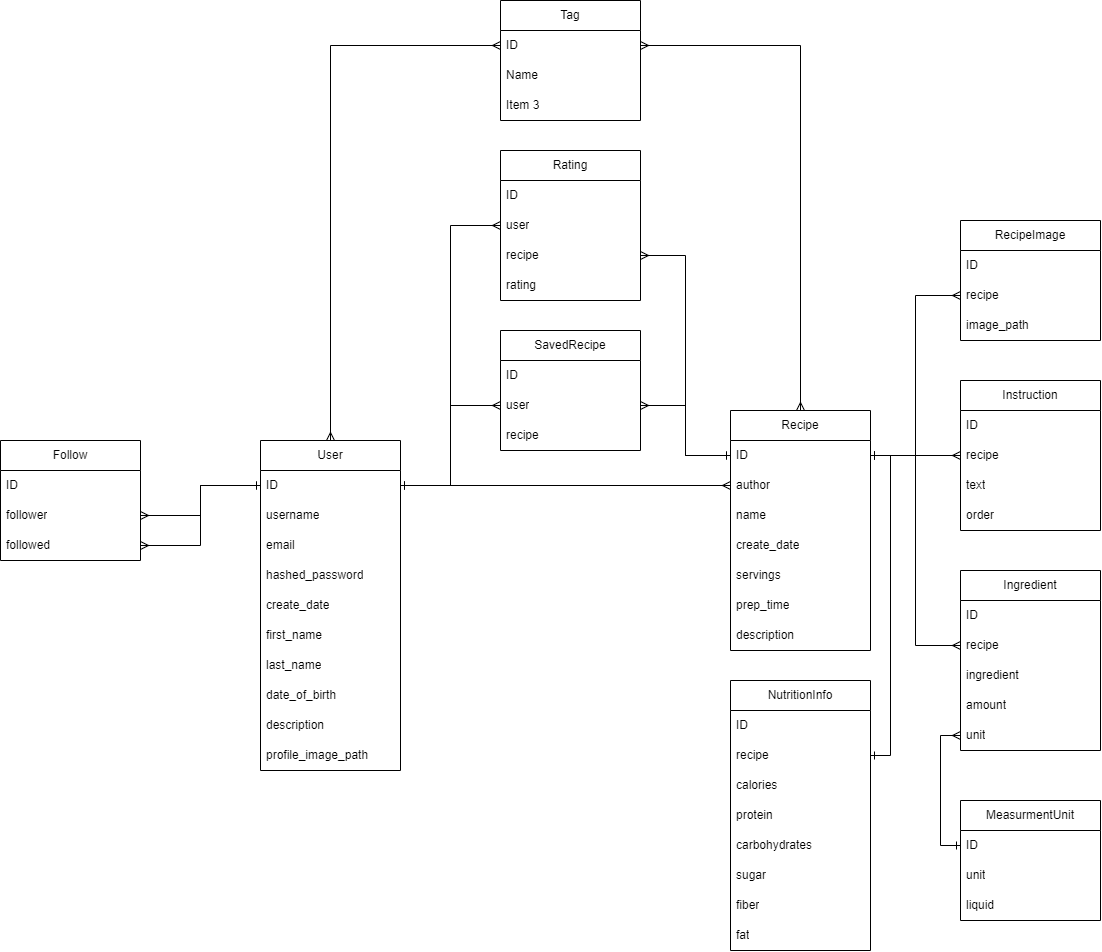 Tag
ID
Name
Item 3
Rating
ID
user
recipe
rating
SavedRecipe
ID
user
recipe
Follow
ID
follower
followed
User
ID
username
email
hashed_password
create_date
first_name
last_name
date_of_birth
description
profile_image_path
Recipe
ID
author
name
create_date
servings
prep_time
description
NutritionInfo
ID
recipe
calories
protein
carbohydrates
sugar
fiber
fat
RecipeImage
ID
recipe
image_path
Instruction
ID
recipe
text
order
Ingredient
ID
recipe
ingredient
amount
unit
MeasurmentUnit
ID
unit
liquid